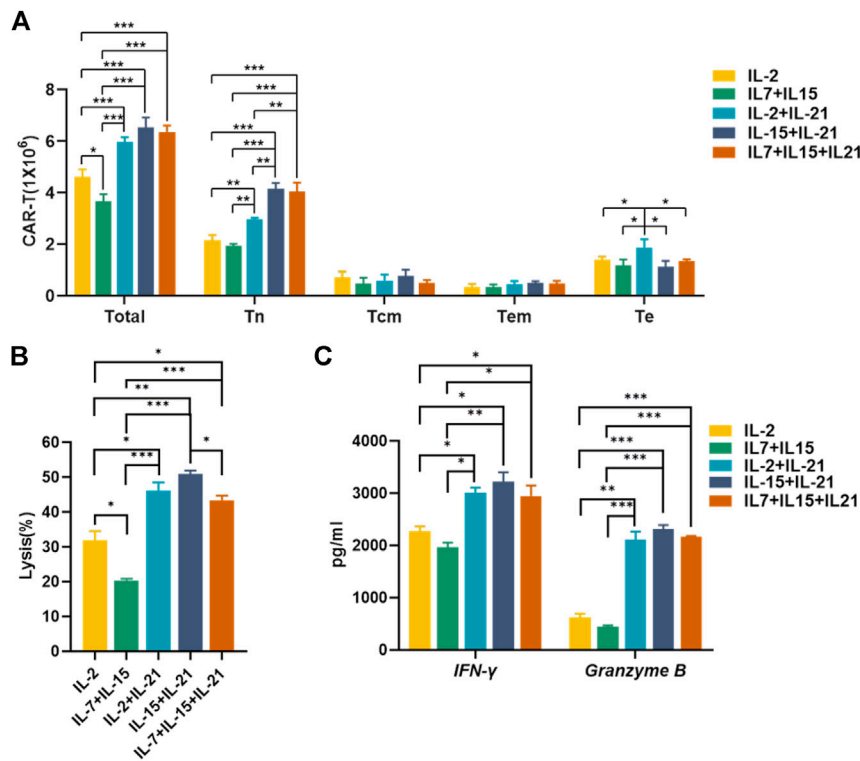 A
***
***
***
***
***
***
*
***
***
**
***
***
**
**
**
*
*
*
*
8
6
4
2
0
CAR-T(1X10⁶)
Total
Tn
Tcm
Tem
Te
IL-2
IL7+IL15
IL-2+IL-21
IL-15+IL-21
IL7+IL15+IL21
B
*
***
**
***
*
***
*
*
60
50
40
30
20
10
0
Lysis(%)
IL-2
IL-7+IL-15
IL-2+IL-21
IL-15+IL-21
IL-7+IL-15+IL-21
C
*
*
*
**
*
*
***
***
***
***
**
***
4000
3000
2000
1000
0
pg/ml
IFN-γ
Granzyme B
IL-2
IL7+IL15
IL-2+IL-21
IL-15+IL-21
IL7+IL15+IL21